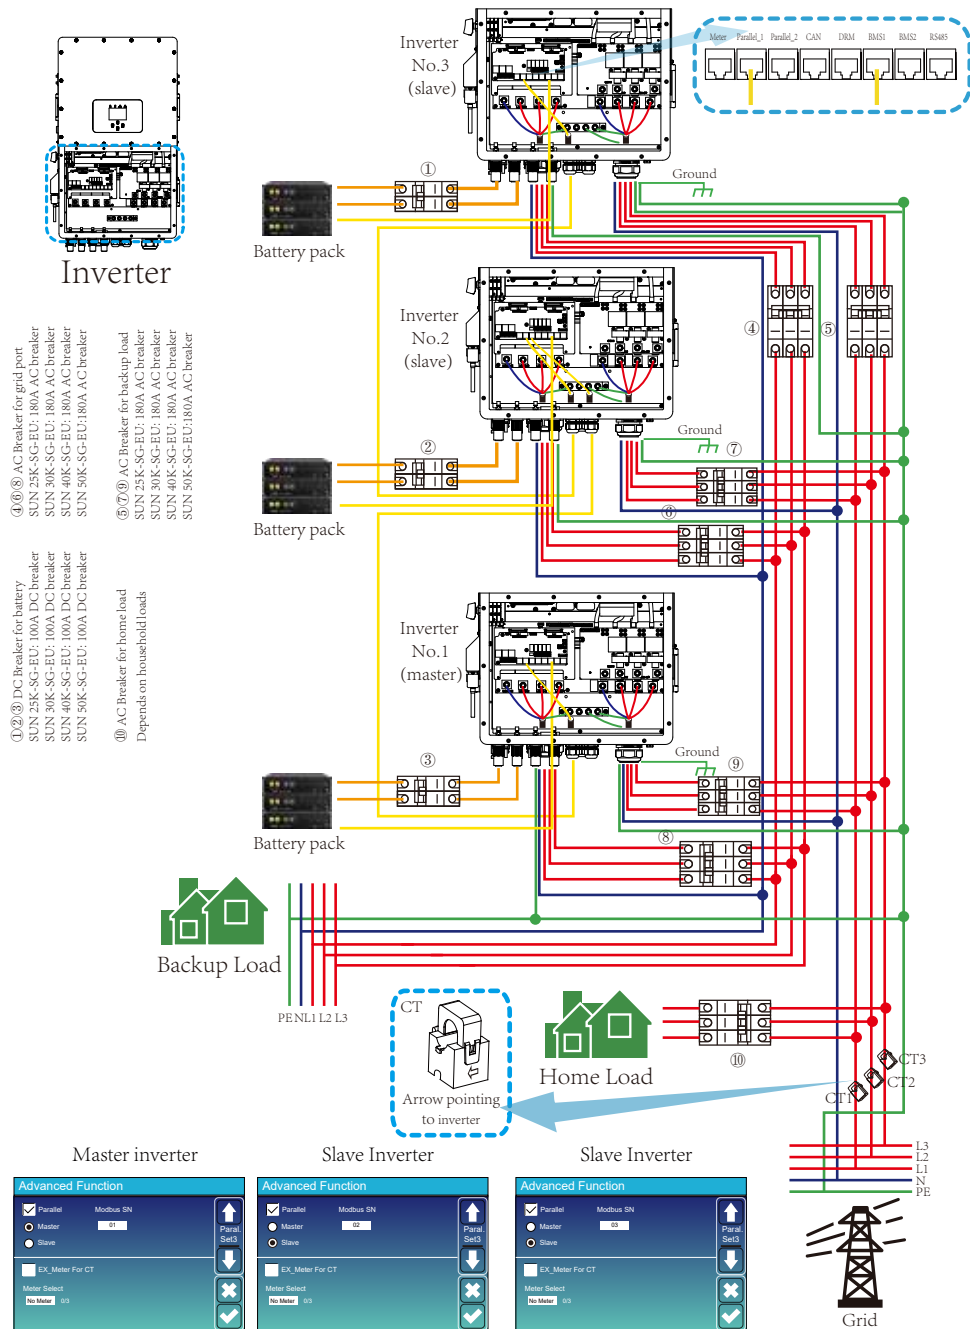 Inverter
No.3
(slave)
Meter
Parallel_1
Parallel_2
CAN
DRM
BMS1
BMS2
RS485
Inverter
①
Battery pack
Ground
Inverter
No.2
(slave)
④
⑤
②
Battery pack
Ground
⑦
⑥
④⑥⑧ AC Breaker for grid port
SUN 25K-SG-EU: 180A AC breaker
SUN 30K-SG-EU: 180A AC breaker
SUN 40K-SG-EU: 180A AC breaker
SUN 50K-SG-EU:180A AC breaker
⑤⑦⑨ AC Breaker for backup load
SUN 25K-SG-EU: 180A AC breaker
SUN 30K-SG-EU: 180A AC breaker
SUN 40K-SG-EU: 180A AC breaker
SUN 50K-SG-EU:180A AC breaker
①②③ DC Breaker for battery
SUN 25K-SG-EU: 100A DC breaker
SUN 30K-SG-EU: 100A DC breaker
SUN 40K-SG-EU: 100A DC breaker
SUN 50K-SG-EU: 100A DC breaker
⑩ AC Breaker for home load
Depends on household loads
Inverter
No.1
(master)
③
Battery pack
Ground
⑨
⑧
Backup Load
PE N L1 L2 L3
CT
Arrow pointing
to inverter
Home Load
⑩
CT3
CT2
CT1
L3
L2
L1
N
PE
Grid
Master inverter
Advanced Function
Parallel
Modbus SN
Master
01
Slave
Paral.
Set3
EX_Meter For CT
Meter Select
No Meter 0/3
Slave Inverter
Advanced Function
Parallel
Modbus SN
Master
02
Slave
Paral.
Set3
EX_Meter For CT
Meter Select
No Meter 0/3
Slave Inverter
Advanced Function
Parallel
Modbus SN
Master
03
Slave
Paral.
Set3
EX_Meter For CT
Meter Select
No Meter 0/3